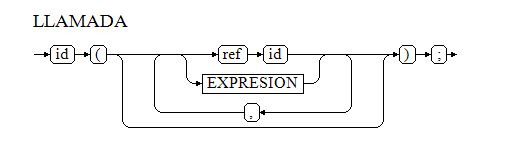 LLAMADA
id ( ref id ) ;
EXPRESION
,